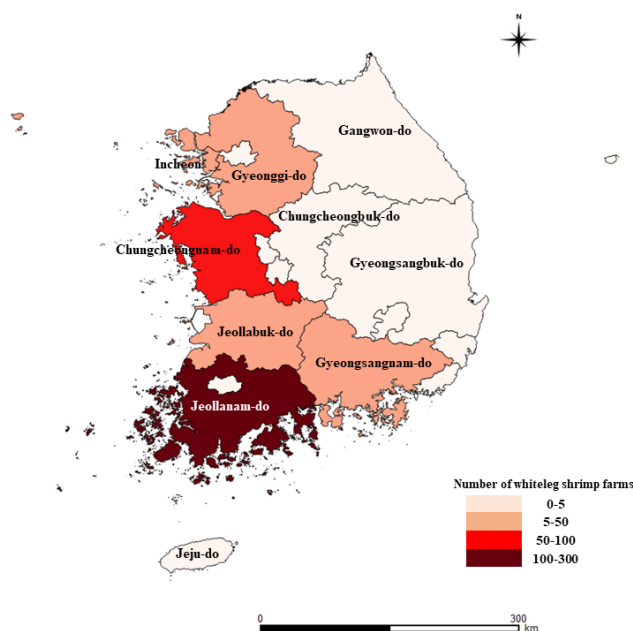 N
Gangwon-do
Incheon
Gyeonggi-do
Chungcheongbuk-do
Chungcheongnam-do
Gyeongsangbuk-do
Jeollabuk-do
Gyeongsangnam-do
Jeollanam-do
Number of whiteleg shrimp farms
0-5
5-50
50-100
100-300
Jeju-do
0 300
km